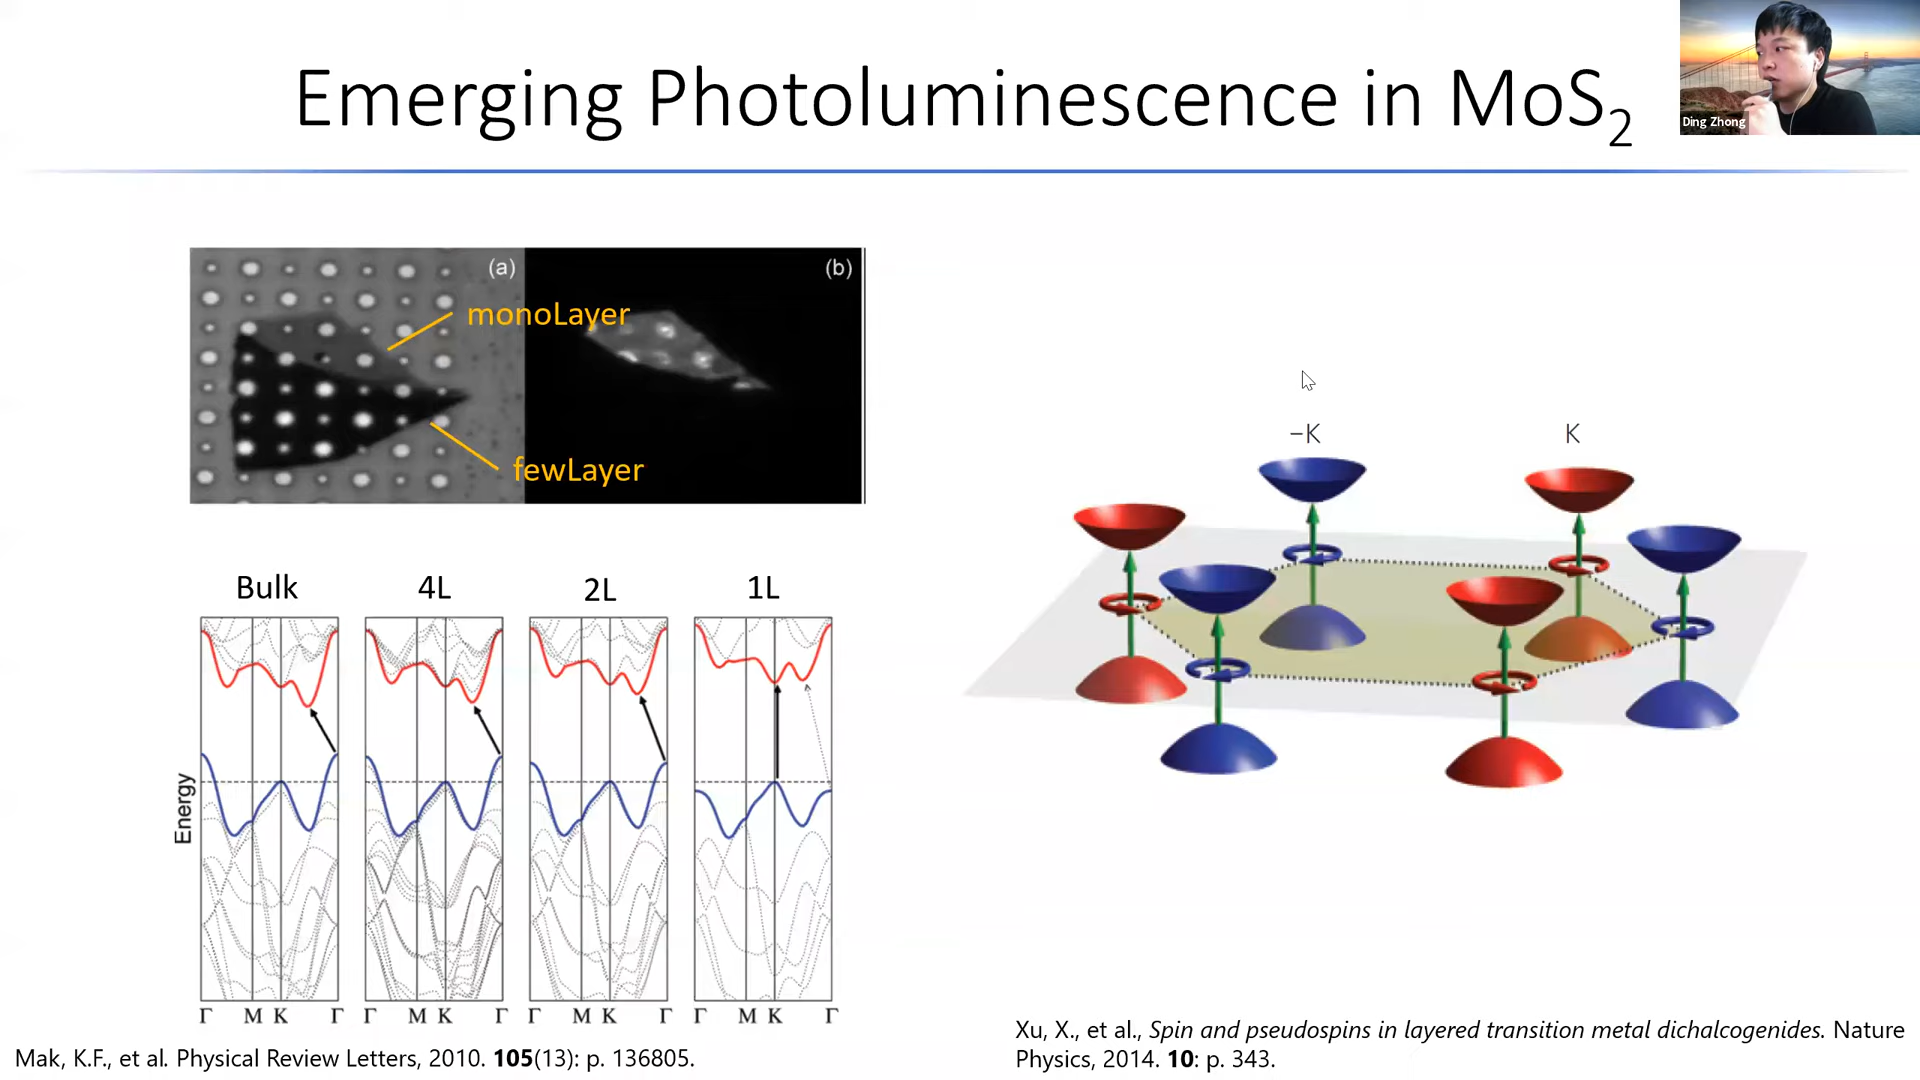 Emerging Photoluminescence in MoS₂
Ding Zhong
(a)
(b)
monoLayer
fewLayer
−K
K
Bulk
4L
2L
1L
Energy
Γ M K Γ
Γ M K Γ
Γ M K Γ
Γ M K Γ
Mak, K.F., et al. Physical Review Letters, 2010. 105(13): p. 136805.
Xu, X., et al., Spin and pseudospins in layered transition metal dichalcogenides. Nature
Physics, 2014. 10: p. 343.